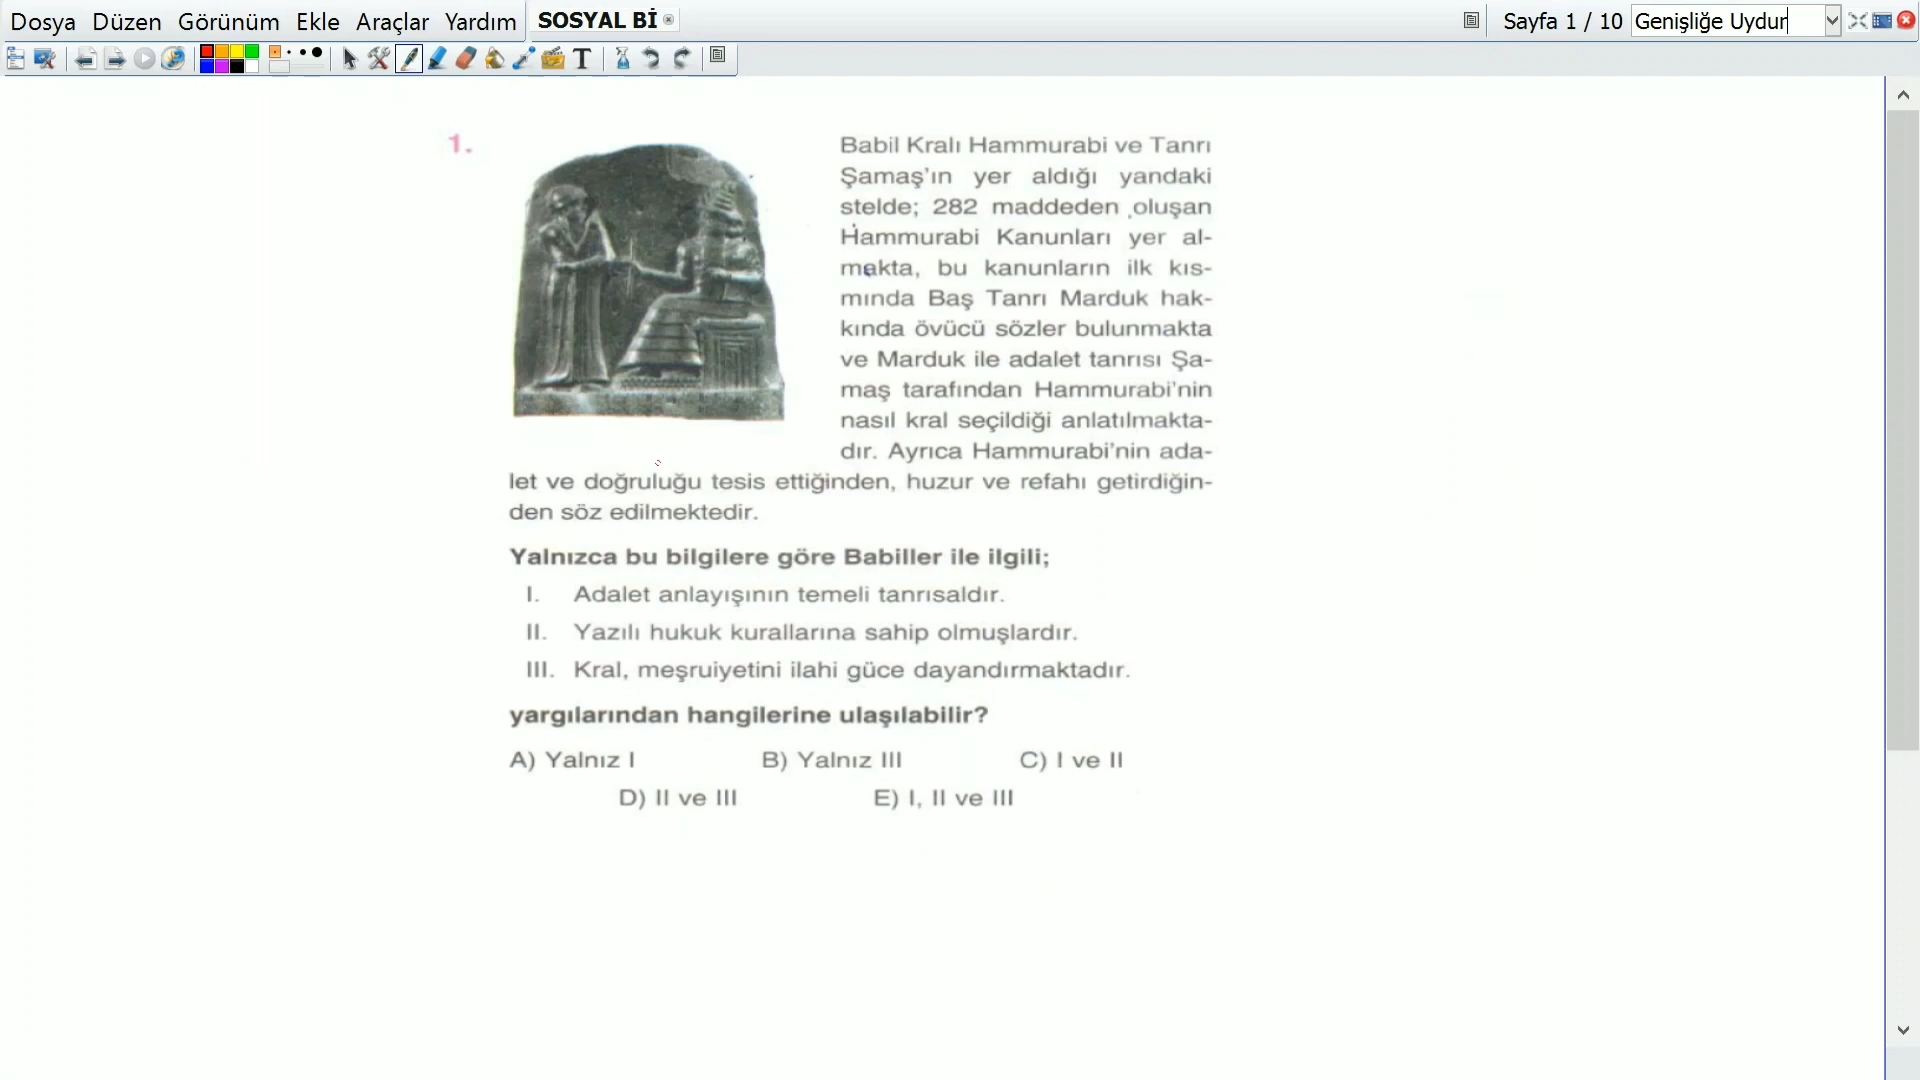 Dosya Düzen Görünüm Ekle Araçlar Yardım SOSYAL Bİ Sayfa 1 / 10 Genişliğe Uydur
T
1.
Babil Kralı Hammurabi ve Tanrı
Şamaş'ın yer aldığı yandaki
stelde; 282 maddeden oluşan
Hammurabi Kanunları yer al-
makta, bu kanunların ilk kıs-
mında Baş Tanrı Marduk hak-
kında övücü sözler bulunmakta
ve Marduk ile adalet tanrısı Şa-
maş tarafından Hammurabi'nin
nasıl kral seçildiği anlatılmakta-
dır. Ayrıca Hammurabi'nin ada-
let ve doğruluğu tesis ettiğinden, huzur ve refahı getirdiğin-
den söz edilmektedir.
Yalnızca bu bilgilere göre Babiller ile ilgili;
I. Adalet anlayışının temeli tanrısaldır.
II. Yazılı hukuk kurallarına sahip olmuşlardır.
III. Kral, meşruiyetini ilahi güce dayandırmaktadır.
yargılarından hangilerine ulaşılabilir?
A) Yalnız I B) Yalnız III C) I ve II
D) II ve III E) I, II ve III